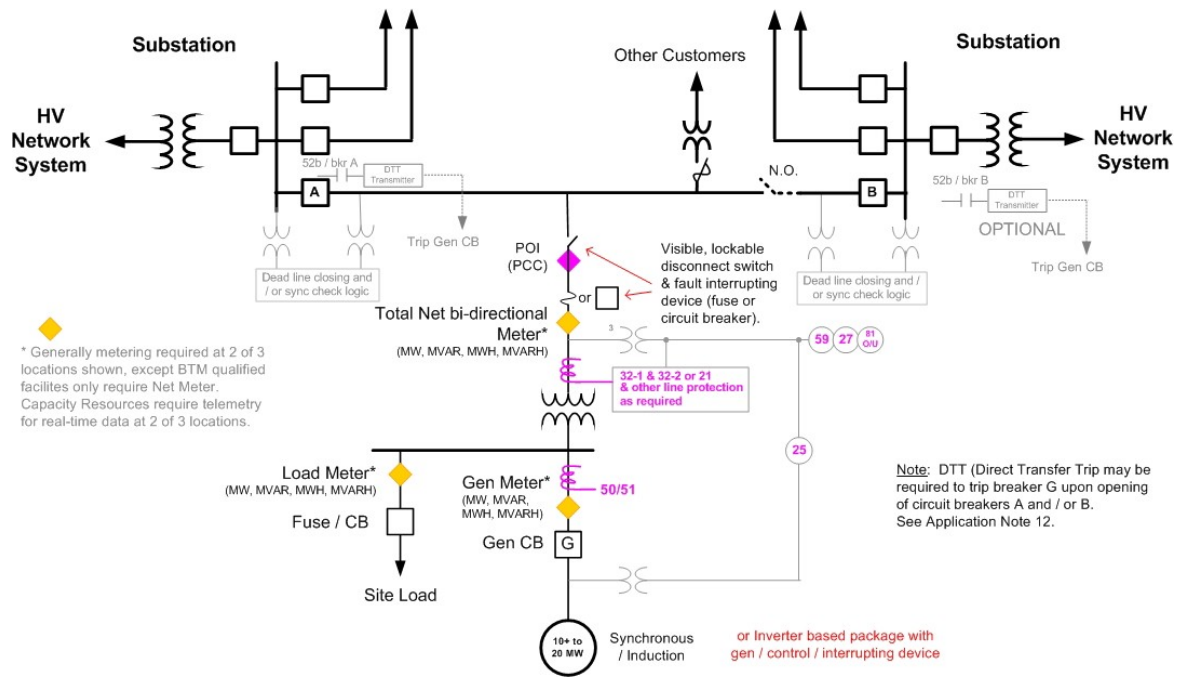 Substation
Substation
Other Customers
HV
Network
System
HV
Network
System
52b / bkr A
DTT
Transmitter
N.O.
A
B
52b / bkr B
DTT
Transmitter
OPTIONAL
Trip Gen CB
Trip Gen CB
POI
(PCC)
Visible, lockable
disconnect switch
& fault interrupting
device (fuse or
circuit breaker).
Dead line closing and
/ or sync check logic
Dead line closing and /
or sync check logic
or
Total Net bi-directional
Meter*
(MW, MVAR, MWH, MVARH)
3
59
27
81
O/U
* Generally metering required at 2 of 3
locations shown, except BTM qualified
facilites only require Net Meter.
Capacity Resources require telemetry
for real-time data at 2 of 3 locations.
32-1 & 32-2 or 21
& other line protection
as required
25
Load Meter*
(MW, MVAR, MWH, MVARH)
Gen Meter*
(MW, MVAR,
MWH, MVARH)
50/51
Note: DTT (Direct Transfer Trip may be
required to trip breaker G upon opening
of circuit breakers A and / or B.
See Application Note 12.
Fuse / CB
Gen CB
G
Site Load
10+ to
20 MW
Synchronous
/ Induction
or Inverter based package with
gen / control / interrupting device